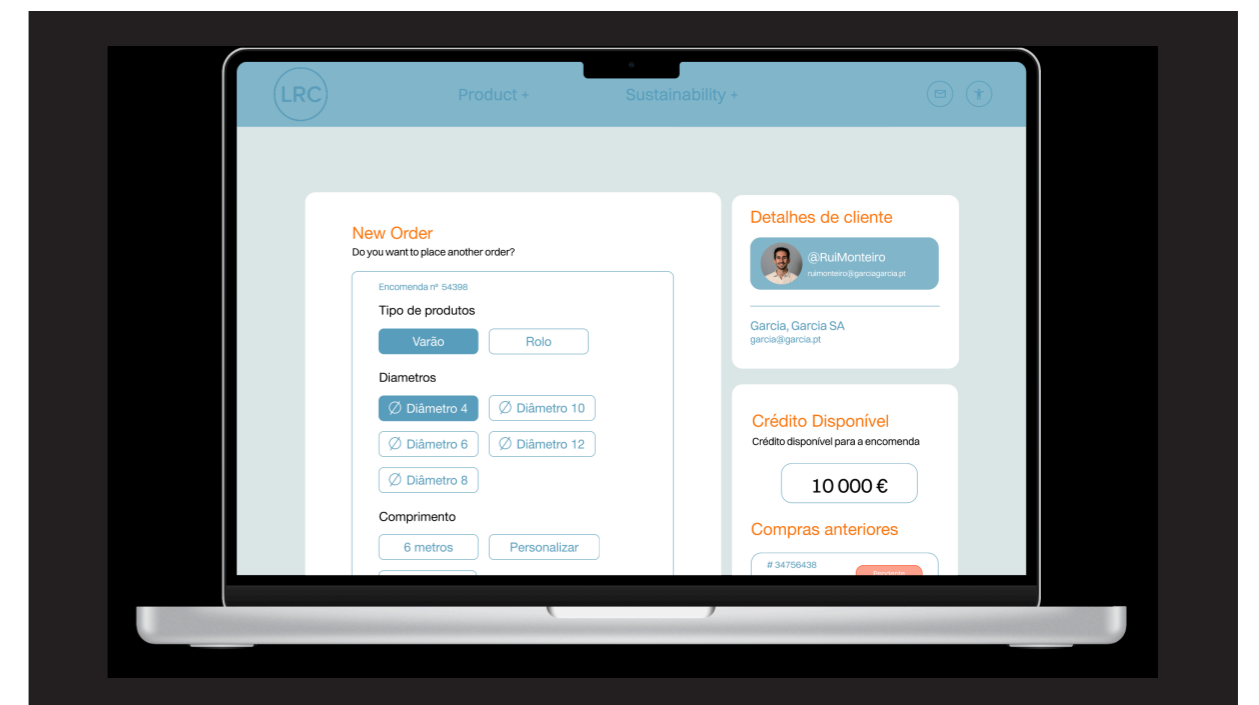 LRC
Product +
Sustainability +
New Order
Do you want to place another order?
Encomenda nº 54398
Tipo de produtos
Varão
Rolo
Diametros
Diâmetro 4
Diâmetro 10
Diâmetro 6
Diâmetro 12
Diâmetro 8
Comprimento
6 metros
Personalizar
Detalhes de cliente
@RuiMonteiro
ruimonteiro@garciagarcia.pt
Garcia, Garcia SA
garcia@garcia.pt
Crédito Disponível
Crédito disponível para a encomenda
10 000 €
Compras anteriores
# 34756438
Pendente